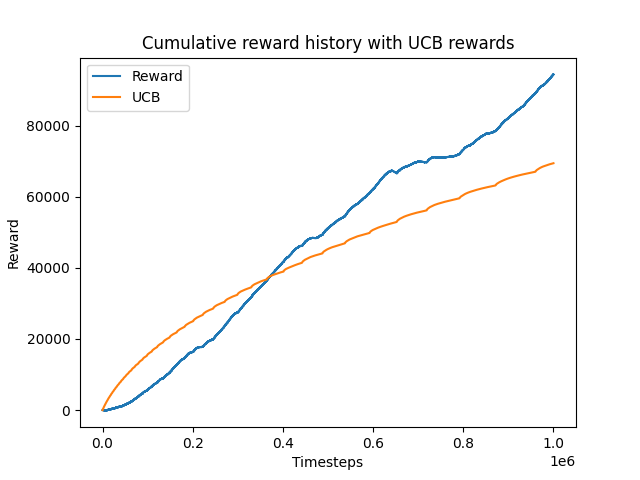 Cumulative reward history with UCB rewards
Reward
UCB
80000
60000
40000
20000
0
Reward
0.0 0.2 0.4 0.6 0.8 1.0
1e6
Timesteps